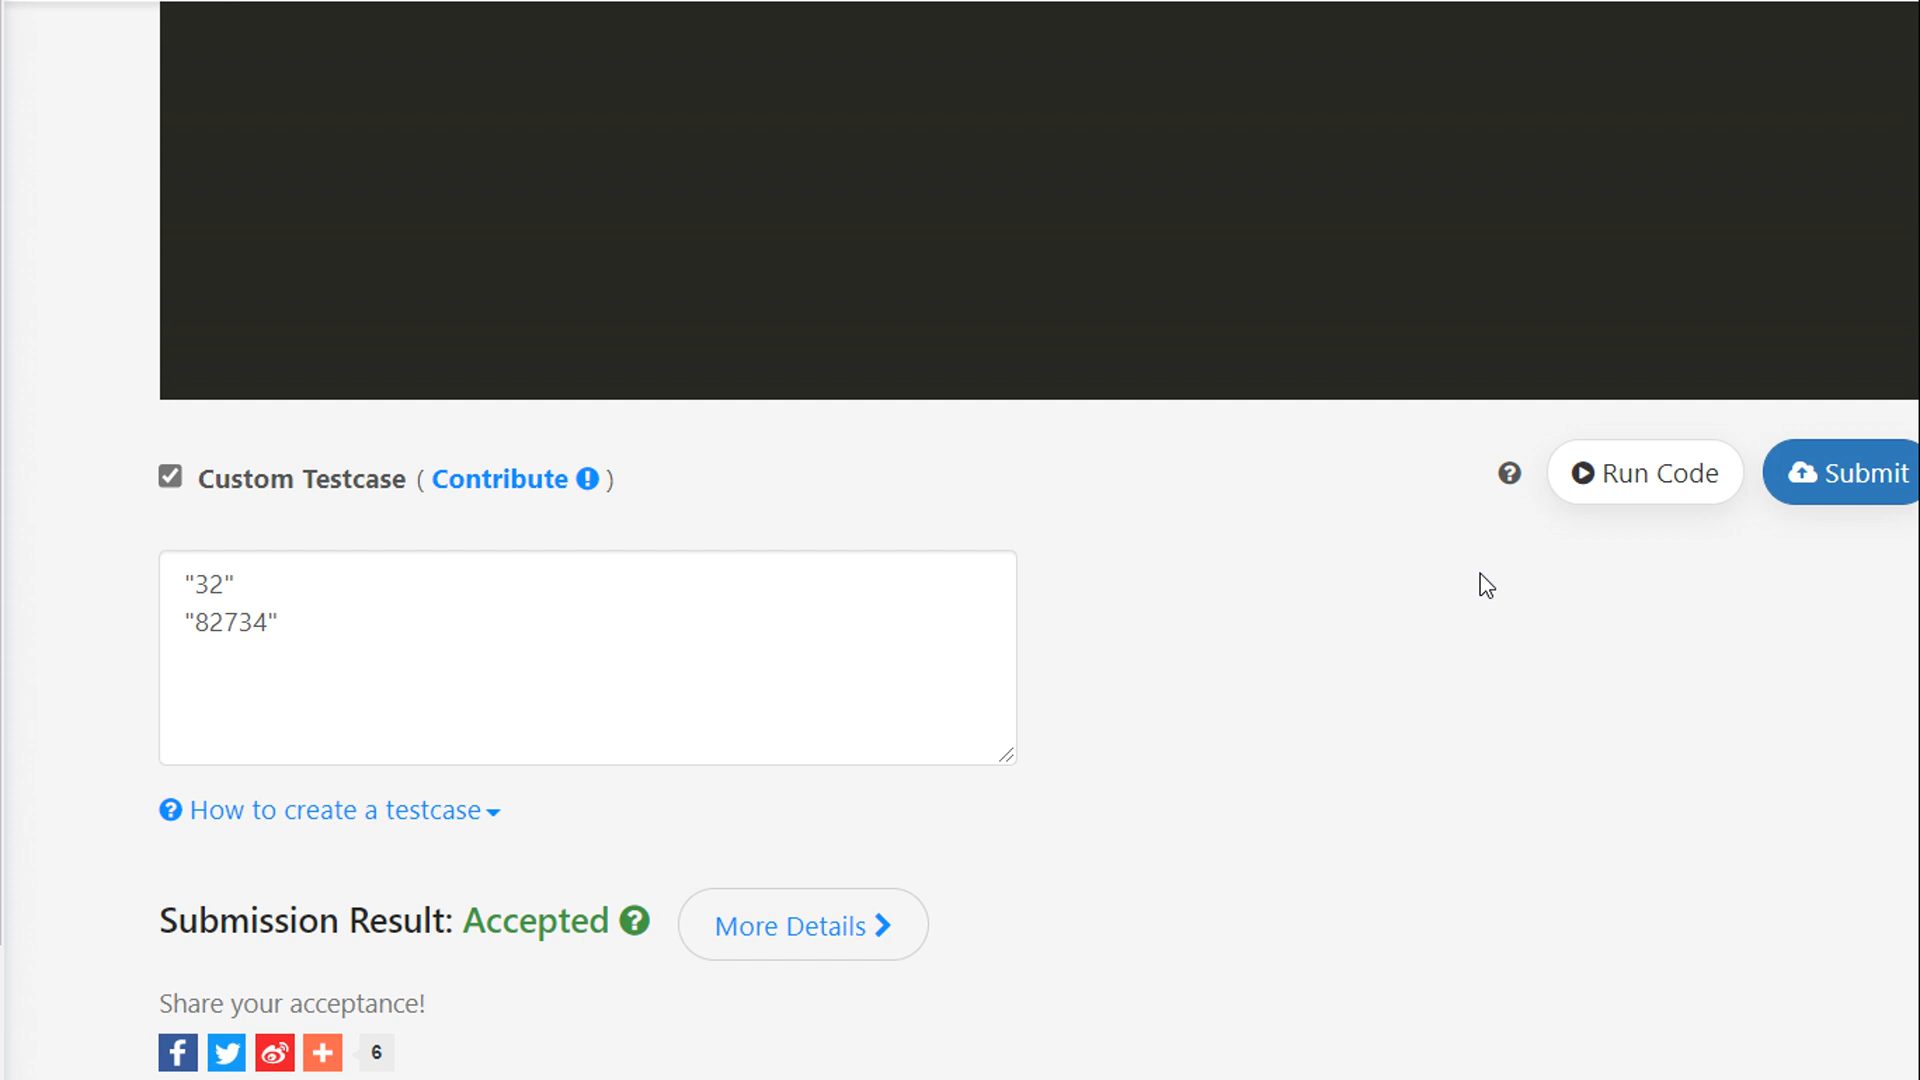 Custom Testcase ( Contribute )
Run Code
Submit
"32"
"82734"
How to create a testcase
Submission Result: Accepted
More Details
Share your acceptance!
6